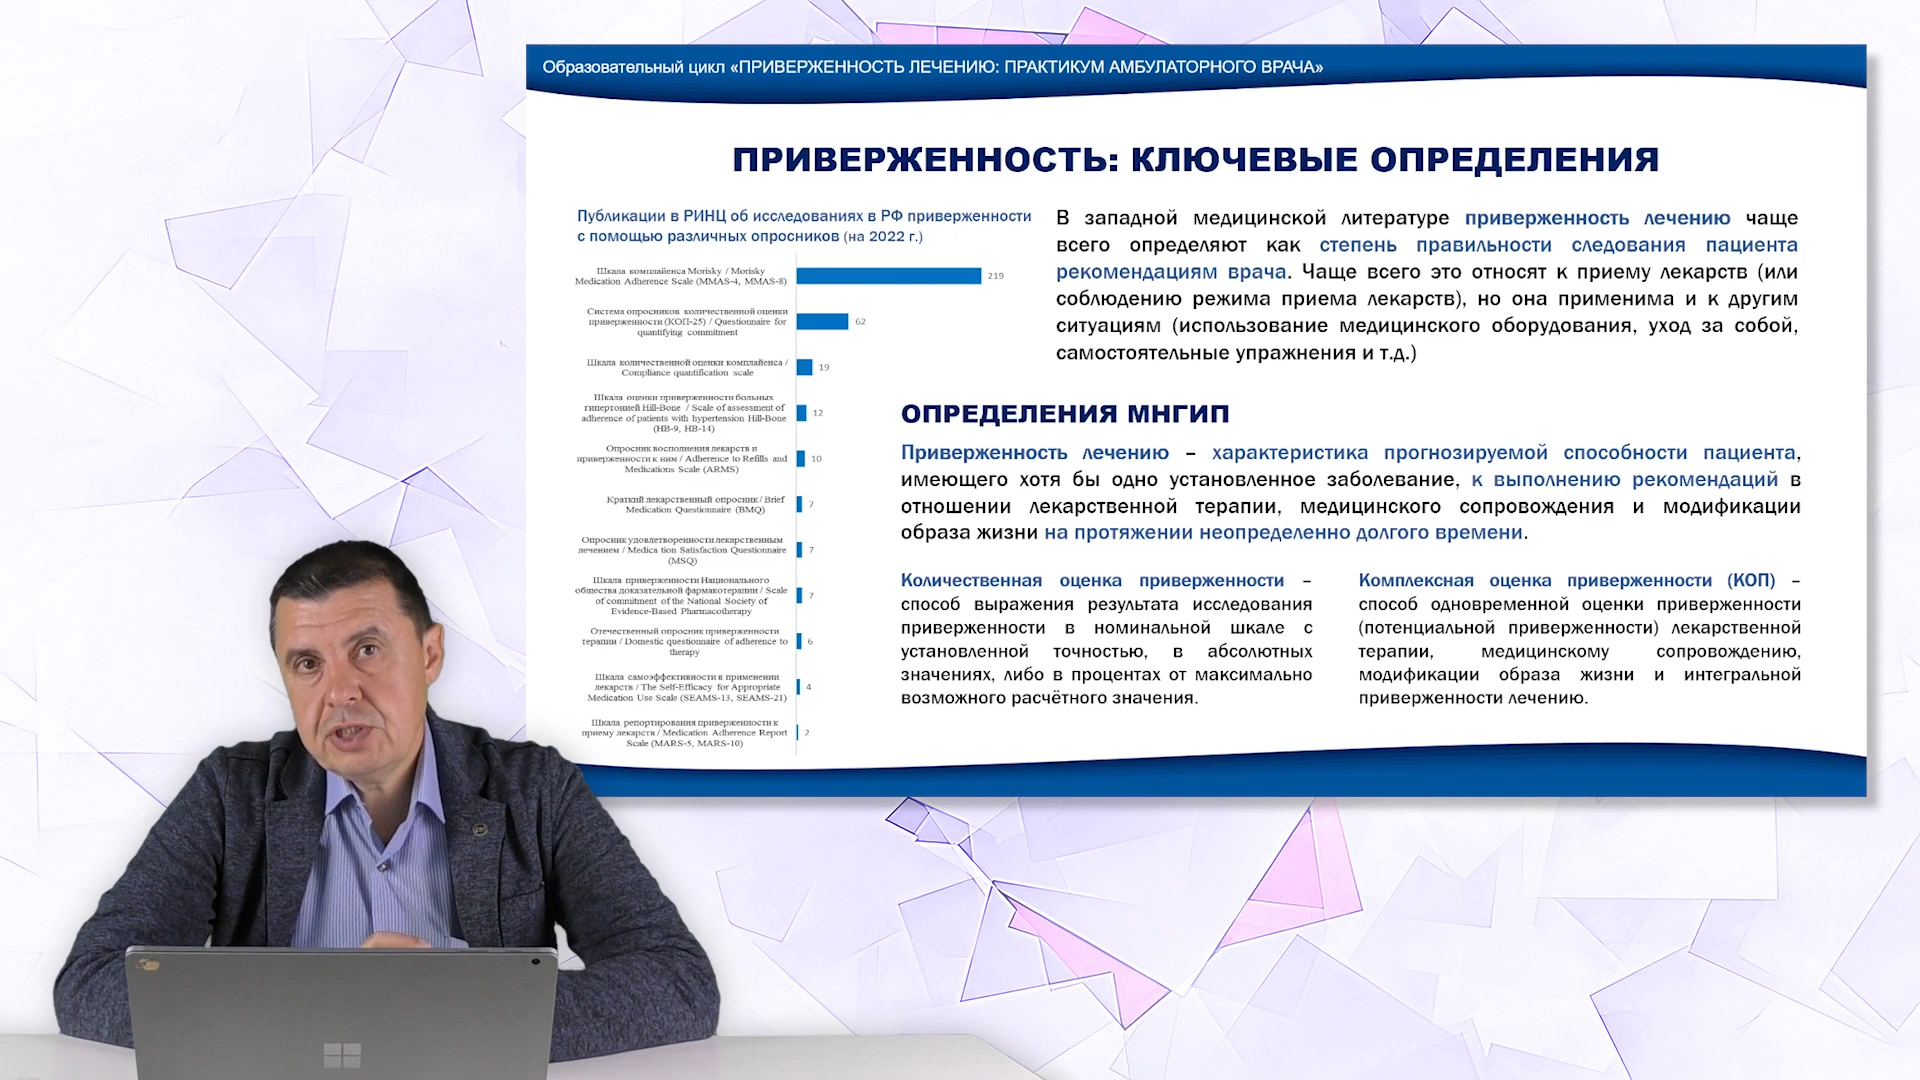 Образовательный цикл «ПРИВЕРЖЕННОСТЬ ЛЕЧЕНИЮ: ПРАКТИКУМ АМБУЛАТОРНОГО ВРАЧА»
ПРИВЕРЖЕННОСТЬ: КЛЮЧЕВЫЕ ОПРЕДЕЛЕНИЯ
Публикации в РИНЦ об исследованиях в РФ приверженности
с помощью различных опросников (на 2022 г.)
Шкала комплайенса Morisky / Morisky
Medication Adherence Scale (MMAS-4, MMAS-8)
219
Система опросников количественной оценки
приверженности (КОП-25) / Questionnaire for
quantifying commitment
62
Шкала количественной оценки комплайенса /
Compliance quantification scale
19
Шкала оценки приверженности больных
гипертонией Hill-Bone / Scale of assessment of
adherence of patients with hypertension Hill-Bone
(HB-9, HB-14)
12
Опросник восполнения лекарств и
приверженности к ним / Adherence to Refills and
Medications Scale (ARMS)
10
Краткий лекарственный опросник / Brief
Medication Questionnaire (BMQ)
7
Опросник удовлетворенности лекарственным
лечением / Medica tion Satisfaction Questionnaire
(MSQ)
7
Шкала приверженности Национального
общества доказательной фармакотерапии / Scale
of commitment of the National Society of
Evidence-Based Pharmacotherapy
7
Отечественный опросник приверженности
терапии / Domestic questionnaire of adherence to
therapy
6
Шкала самоэффективности в применении
лекарств / The Self-Efficacy for Appropriate
Medication Use Scale (SEAMS-13, SEAMS-21)
4
Шкала репортирования приверженности к
приему лекарств / Medication Adherence Report
Scale (MARS-5, MARS-10)
2
В западной медицинской литературе приверженность лечению чаще
всего определяют как степень правильности следования пациента
рекомендациям врача. Чаще всего это относят к приему лекарств (или
соблюдению режима приема лекарств), но она применима и к другим
ситуациям (использование медицинского оборудования, уход за собой,
самостоятельные упражнения и т.д.)
ОПРЕДЕЛЕНИЯ МНГИП
Приверженность лечению – характеристика прогнозируемой способности пациента,
имеющего хотя бы одно установленное заболевание, к выполнению рекомендаций в
отношении лекарственной терапии, медицинского сопровождения и модификации
образа жизни на протяжении неопределенно долгого времени.
Количественная оценка приверженности –
способ выражения результата исследования
приверженности в номинальной шкале с
установленной точностью, в абсолютных
значениях, либо в процентах от максимально
возможного расчётного значения.
Комплексная оценка приверженности (КОП) –
способ одновременной оценки приверженности
(потенциальной приверженности) лекарственной
терапии, медицинскому сопровождению,
модификации образа жизни и интегральной
приверженности лечению.